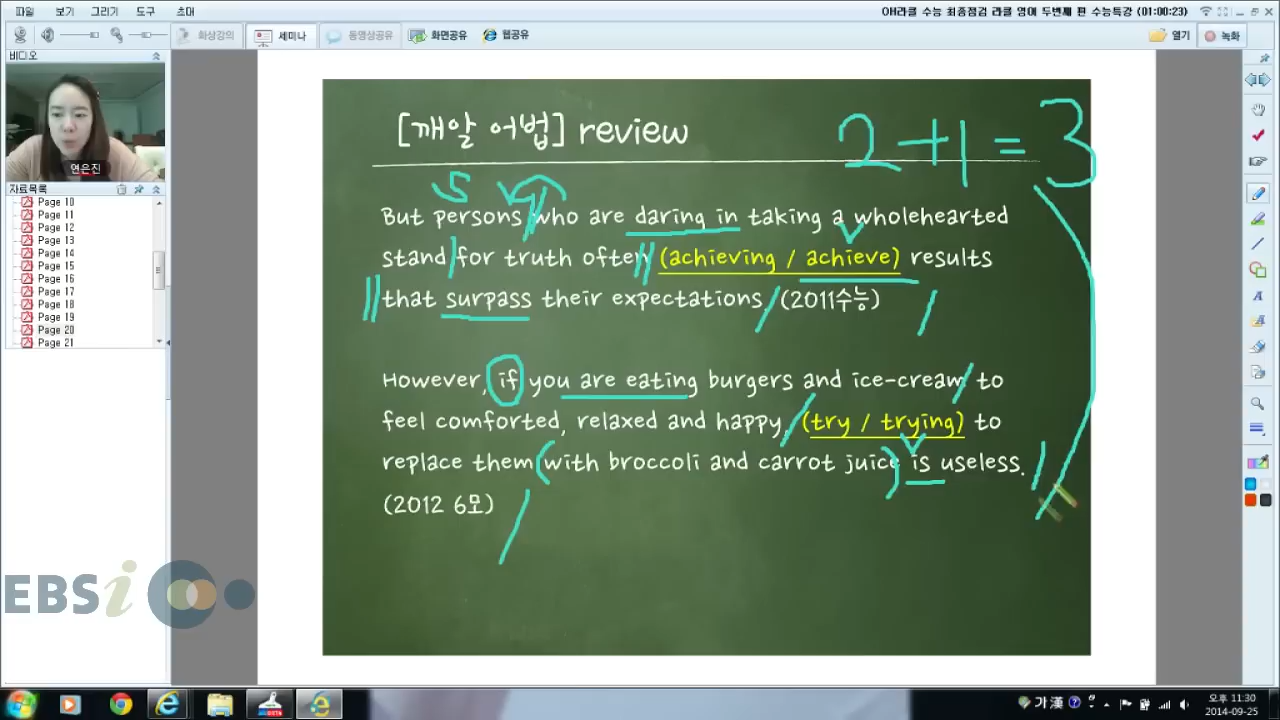 파일 보기 그리기 도구 초대
OH라클 수능 최종점검 라클 영어 두번째 편 수능특강 (01:00:23)
화상강의 세미나 동영상공유 화면공유 웹공유 열기 녹화
비디오
연은진
자료목록
Page 10
Page 11
Page 12
Page 13
Page 14
Page 15
Page 16
Page 17
Page 18
Page 19
Page 20
Page 21
[깨알 어법] review
2+1=3
S V
But persons who are daring in taking a wholehearted
V
stand for truth often (achieving / achieve) results
that surpass their expectations. (2011수능)
However, if you are eating burgers and ice-cream to
feel comforted, relaxed and happy, (try / trying) to
V
replace them with broccoli and carrot juice is useless.
(2012 6모)
EBSi
가 漢
오후 11:30
2014-09-25